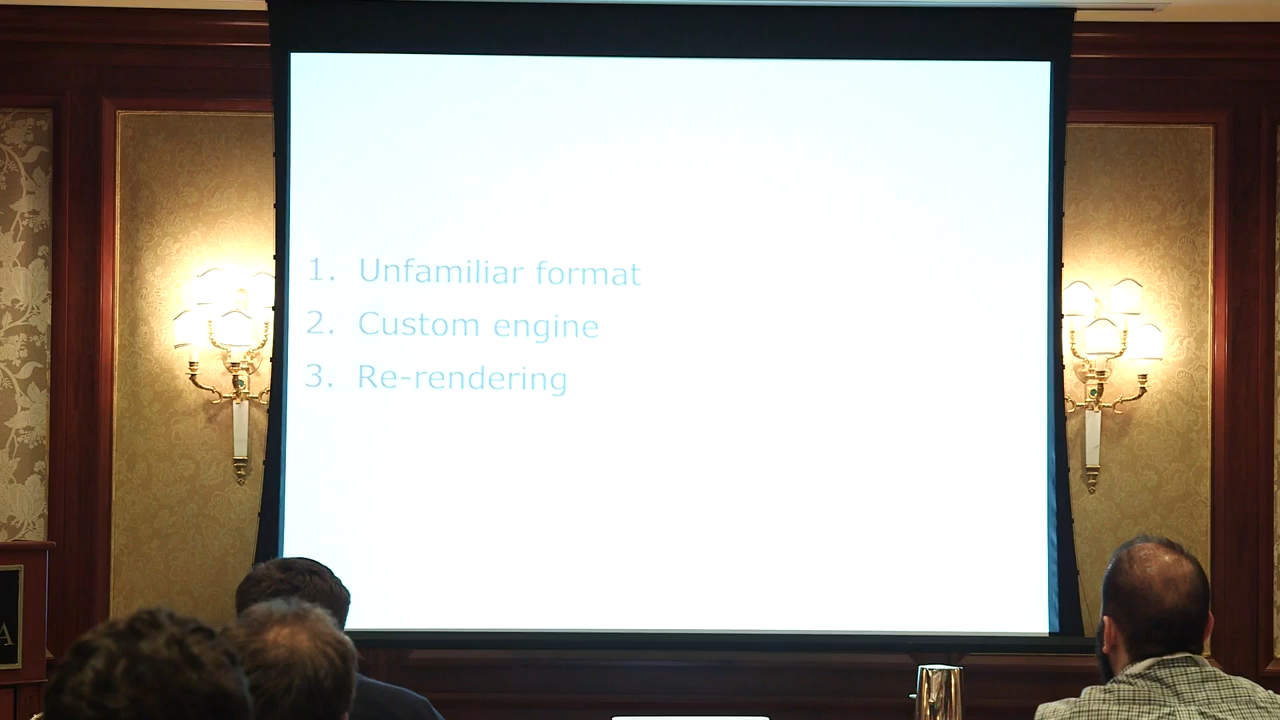 1. Unfamiliar format
2. Custom engine
3. Re-rendering
A